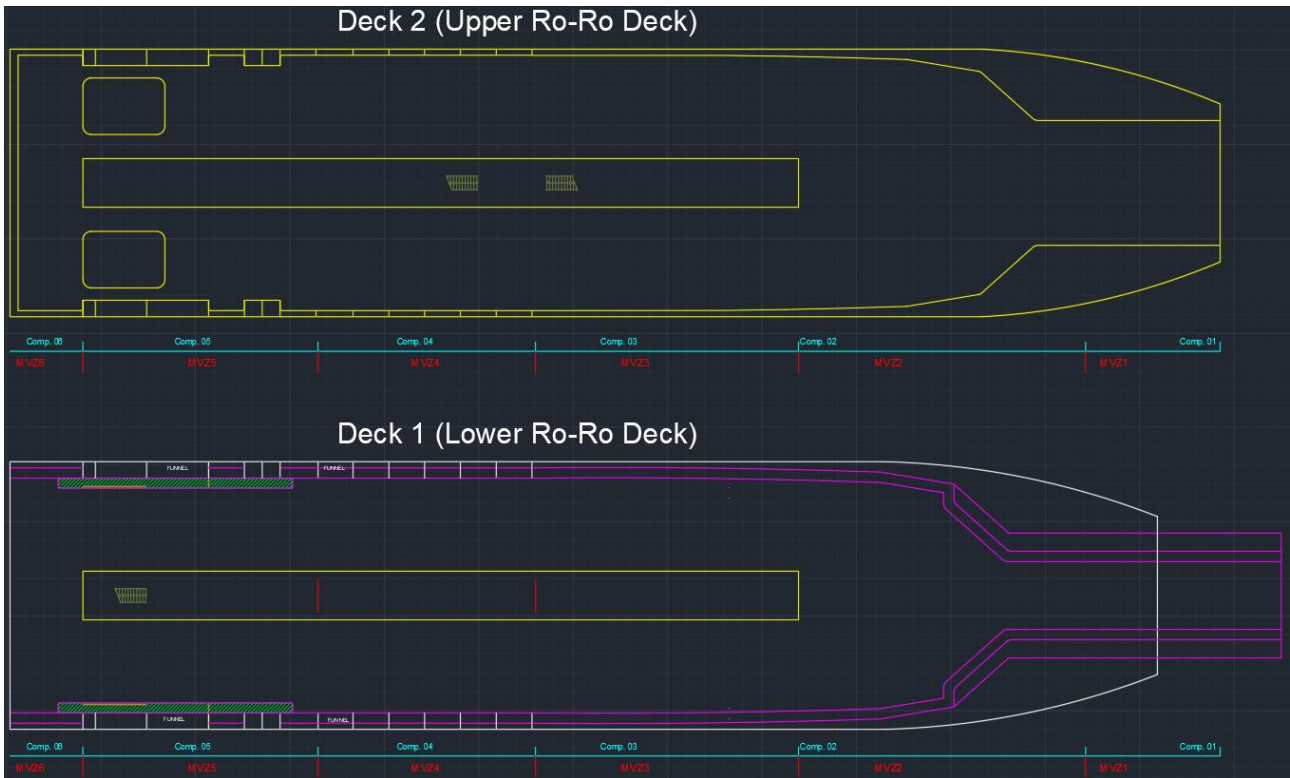 Deck 2 (Upper Ro-Ro Deck)
Comp. 06 Comp. 05 Comp. 04 Comp. 03 Comp. 02 Comp. 01
MVZ6 MVZ5 MVZ4 MVZ3 MVZ2 MVZ1
Deck 1 (Lower Ro-Ro Deck)
FUNNEL FUNNEL
FUNNEL FUNNEL
Comp. 06 Comp. 05 Comp. 04 Comp. 03 Comp. 02 Comp. 01
MVZ6 MVZ5 MVZ4 MVZ3 MVZ2 MVZ1